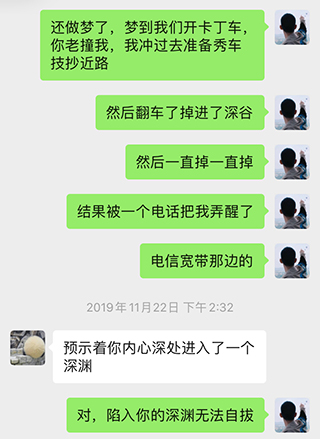 还做梦了，梦到我们开卡丁车，
你老撞我，我冲过去准备秀车
技抄近路
然后翻车了掉进了深谷
然后一直掉一直掉
结果被一个电话把我弄醒了
电信宽带那边的
2019年11月22日 下午2:32
预示着你内心深处进入了一个
深渊
对，陷入你的深渊无法自拔